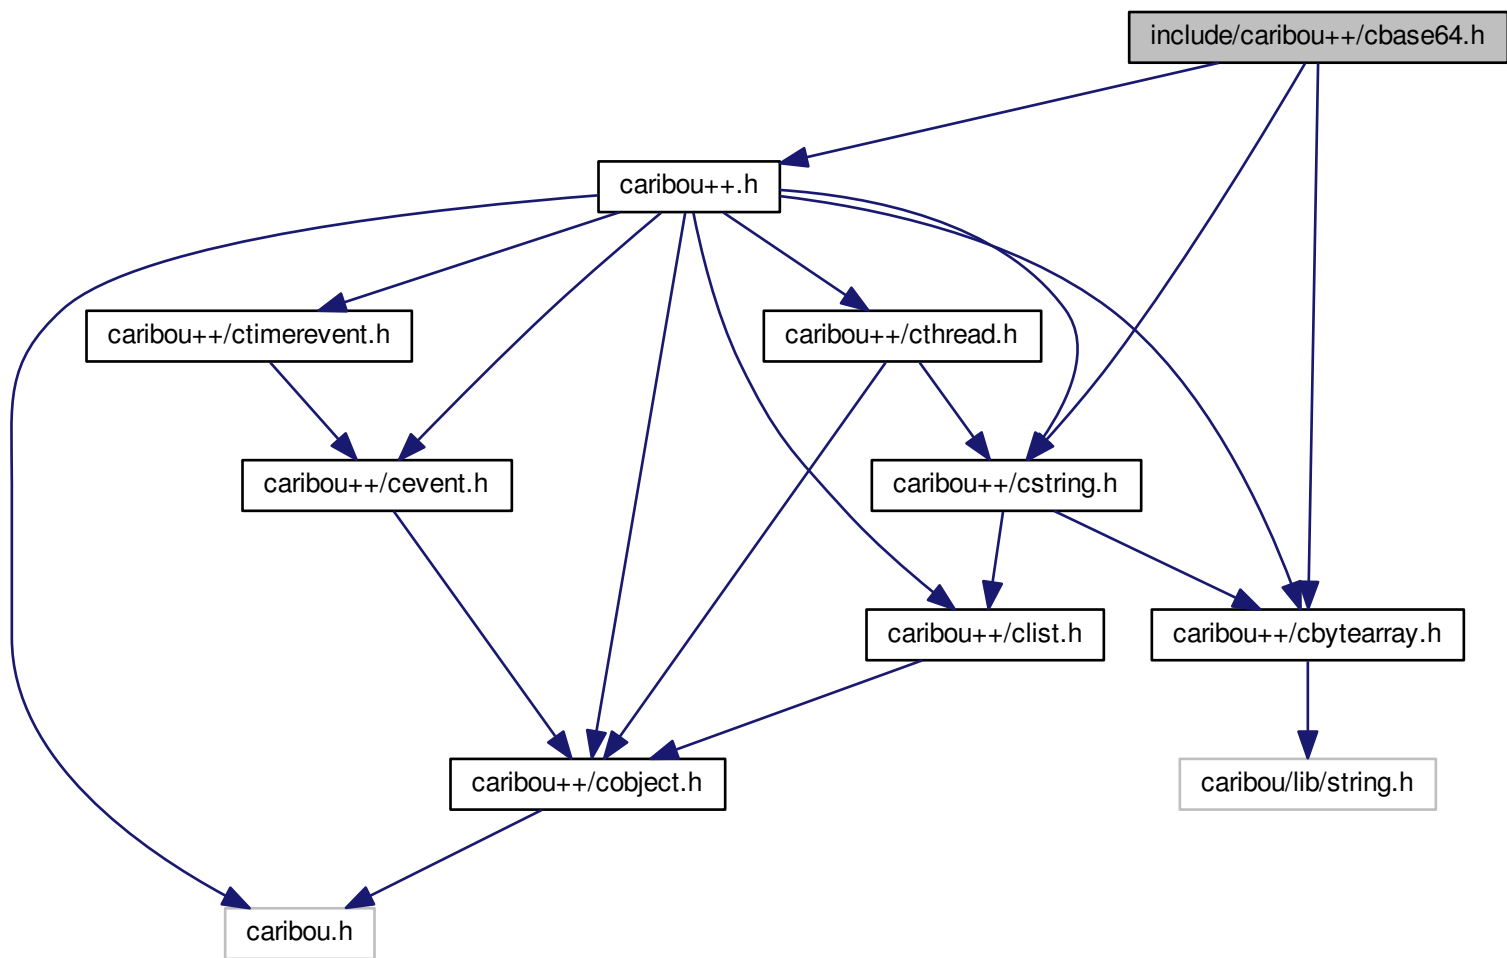 include/caribou++/cbase64.h
caribou++.h
caribou++/ctimerevent.h
caribou++/cthread.h
caribou++/cevent.h
caribou++/cstring.h
caribou++/clist.h
caribou++/cbytearray.h
caribou++/cobject.h
caribou/lib/string.h
caribou.h